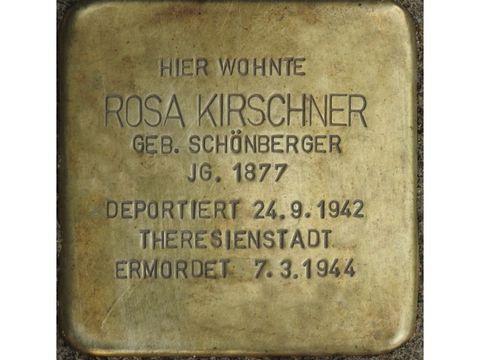 HIER WOHNTE
ROSA KIRSCHNER
GEB. SCHÖNBERGER
JG. 1877
DEPORTIERT 24.9.1942
THERESIENSTADT
ERMORDET 7.3.1944